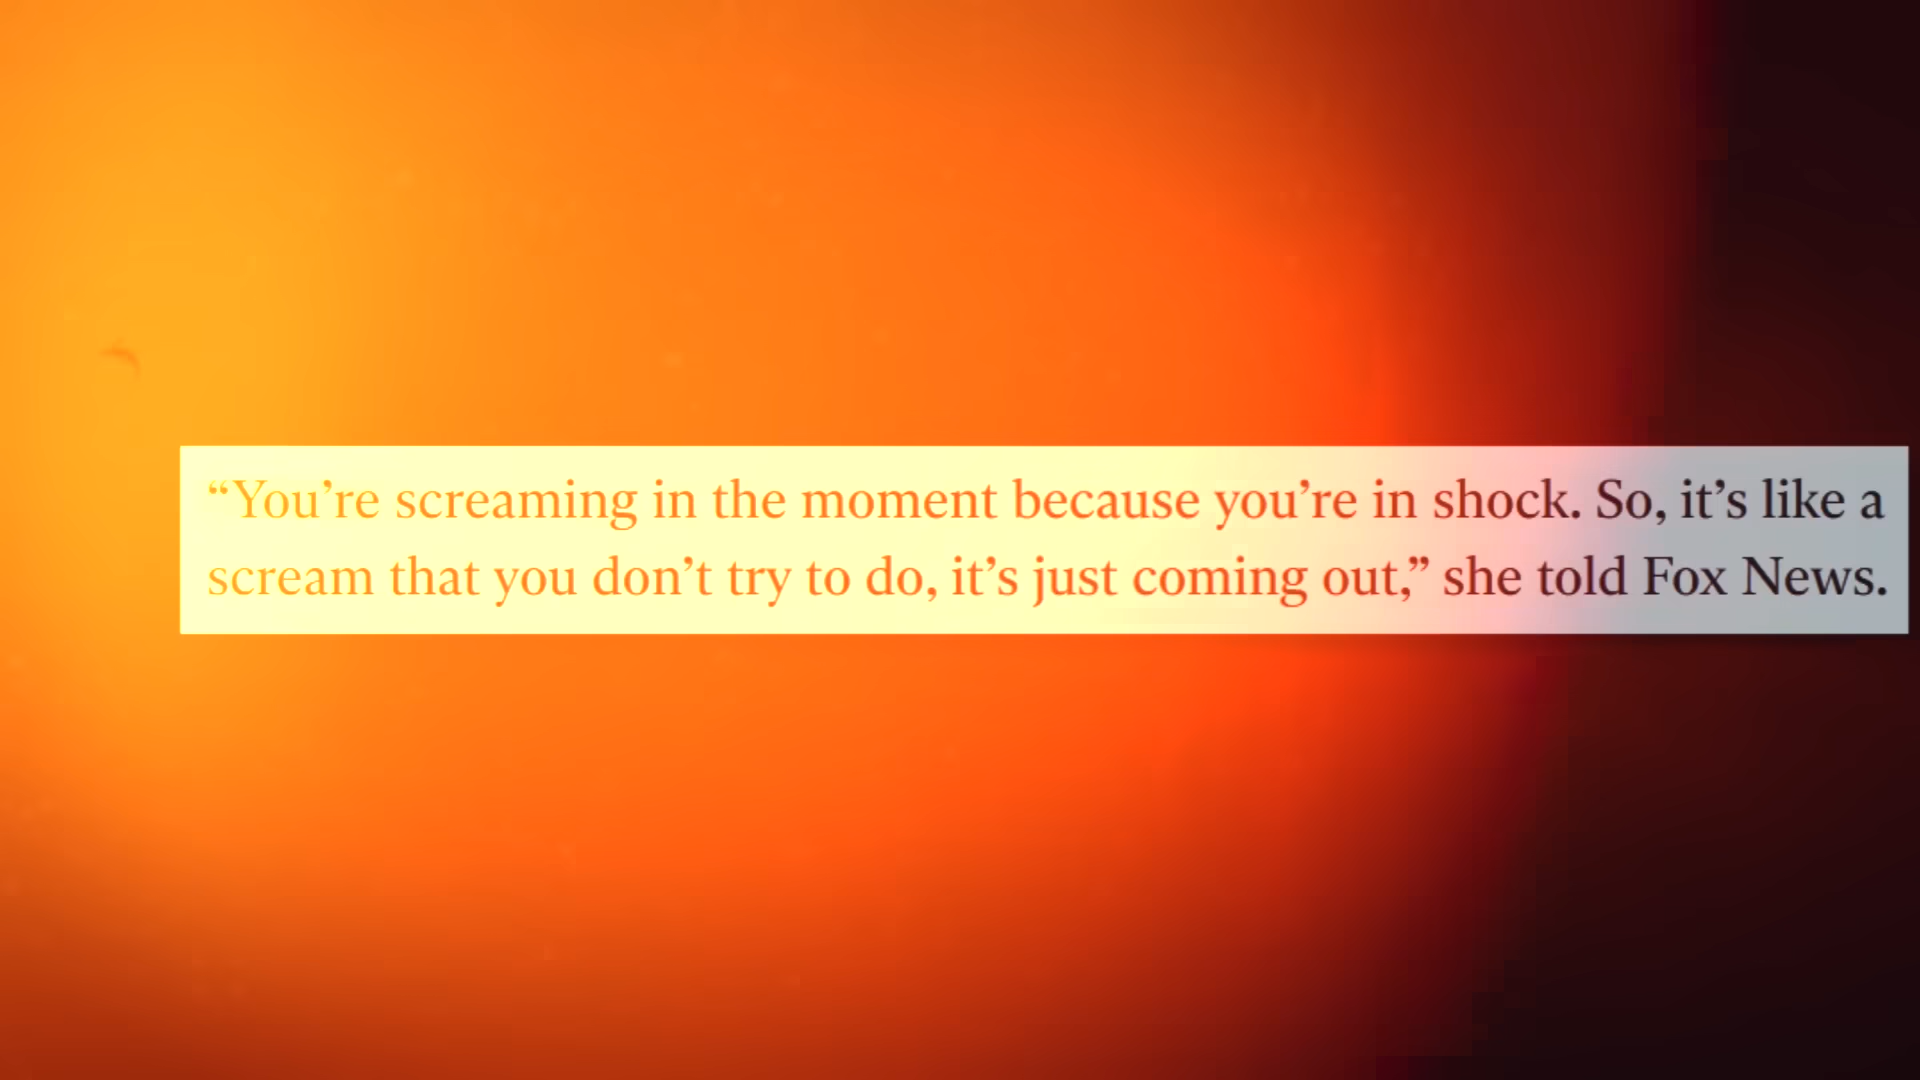 “You’re screaming in the moment because you’re in shock. So, it’s like a
scream that you don’t try to do, it’s just coming out,” she told Fox News.